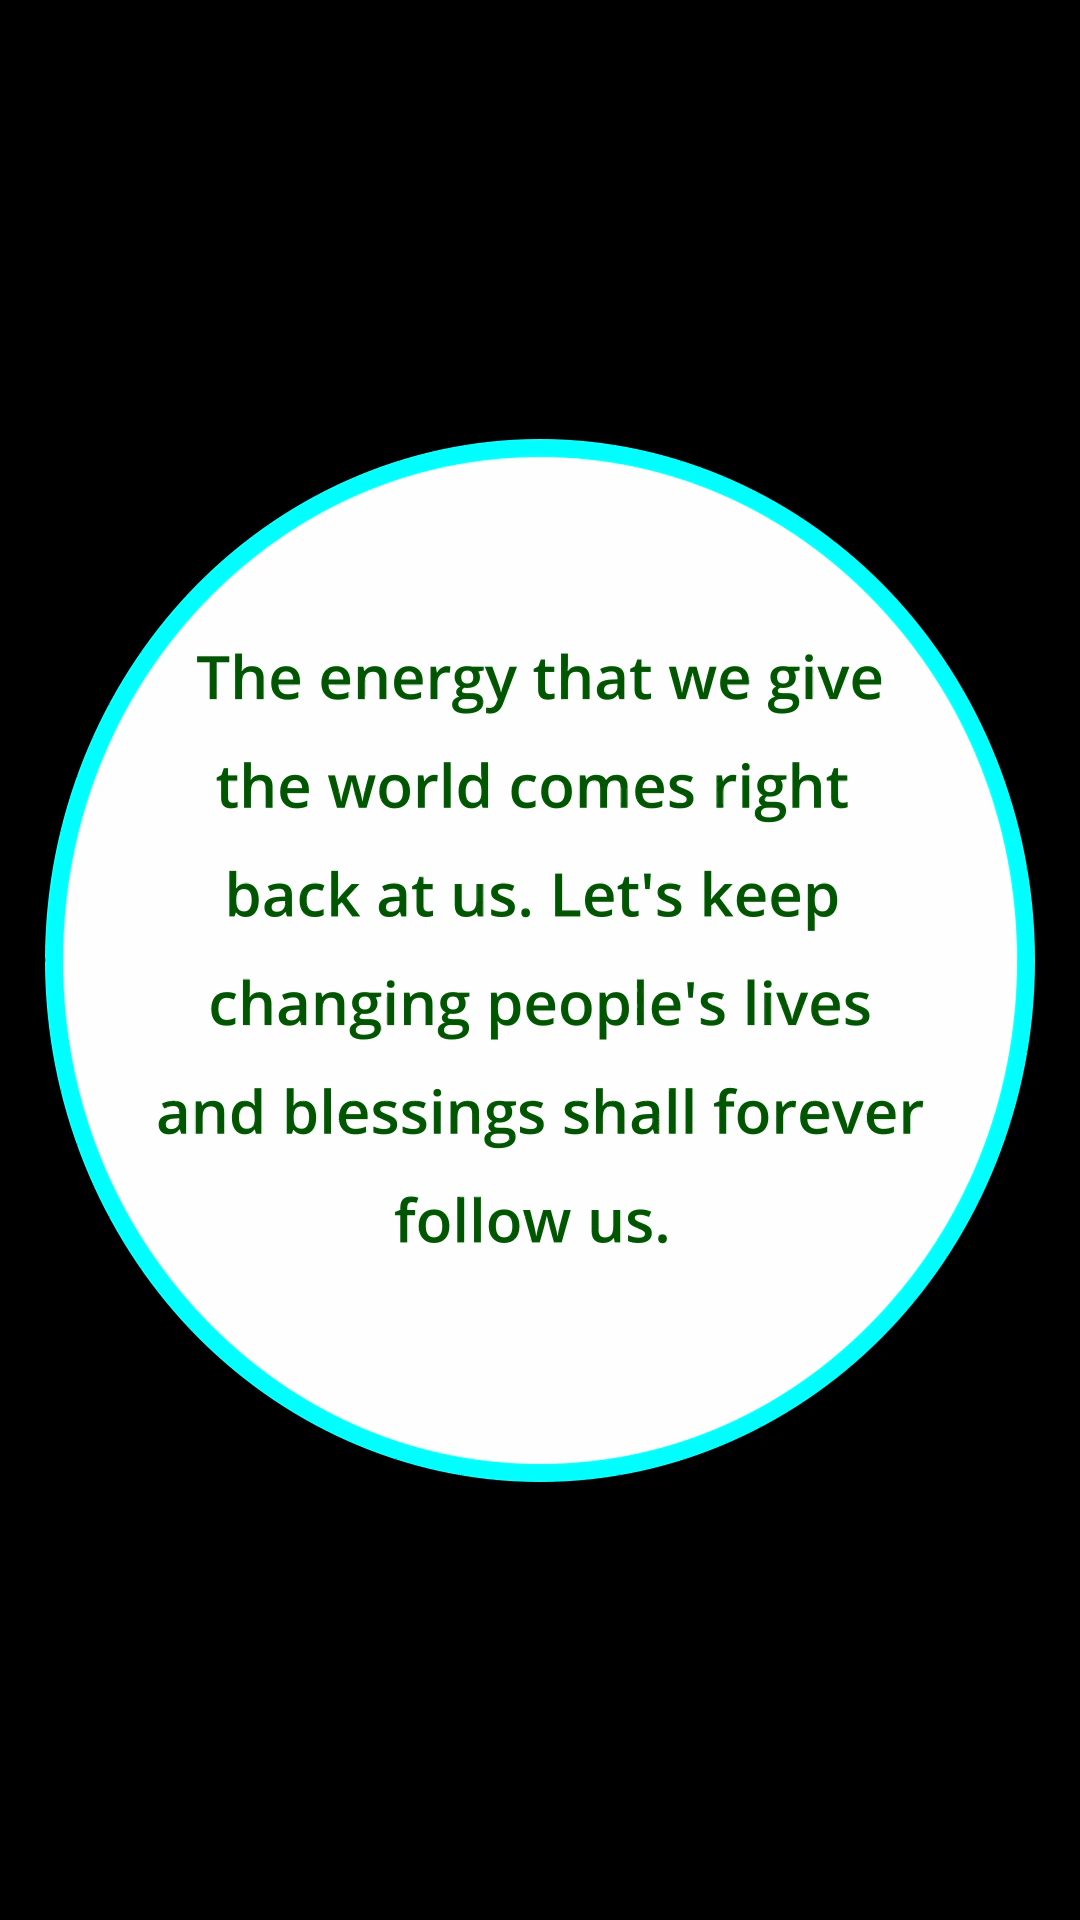 The energy that we give
the world comes right
back at us. Let's keep
changing people's lives
and blessings shall forever
follow us.